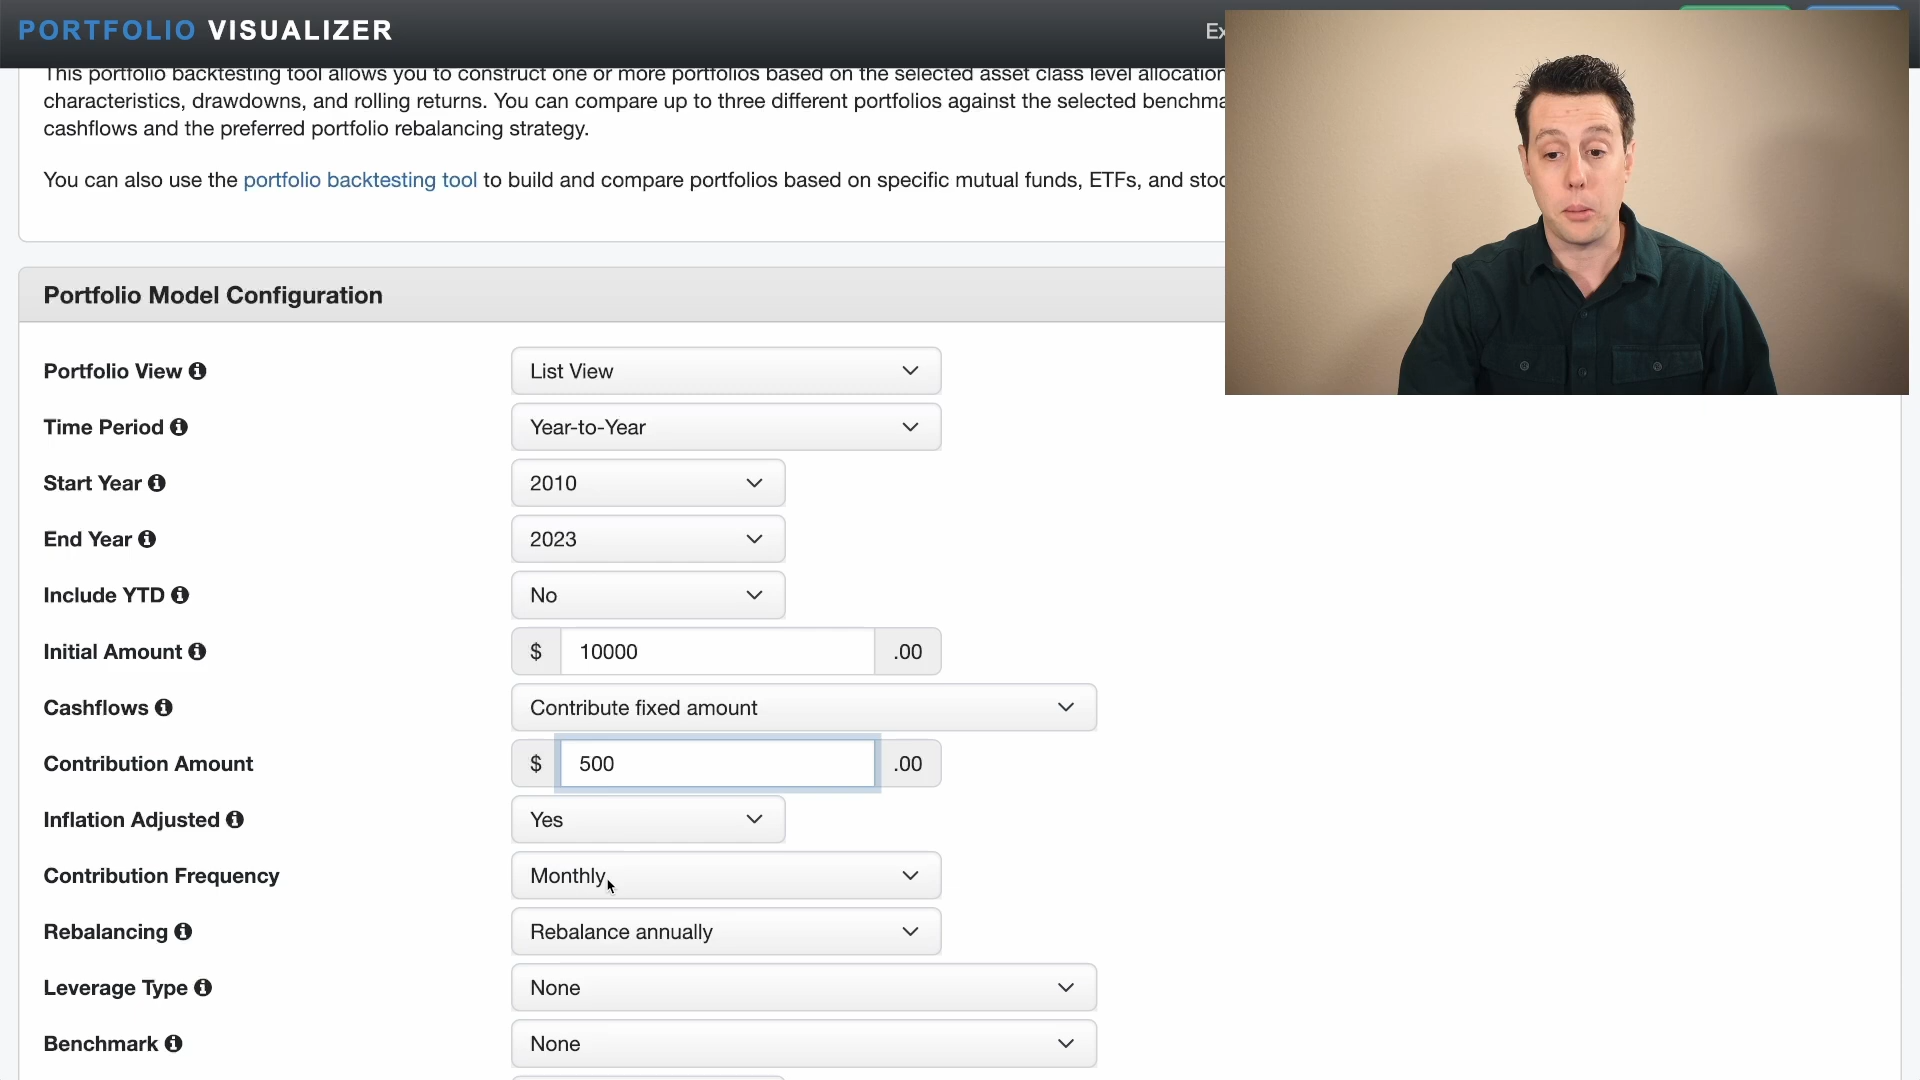 PORTFOLIO VISUALIZER
Ex
This portfolio backtesting tool allows you to construct one or more portfolios based on the selected asset class level allocation
characteristics, drawdowns, and rolling returns. You can compare up to three different portfolios against the selected benchma
cashflows and the preferred portfolio rebalancing strategy.
You can also use the portfolio backtesting tool to build and compare portfolios based on specific mutual funds, ETFs, and stoc
Portfolio Model Configuration
Portfolio View List View
Time Period Year-to-Year
Start Year 2010
End Year 2023
Include YTD No
Initial Amount $ 10000 .00
Cashflows Contribute fixed amount
Contribution Amount $ 500 .00
Inflation Adjusted Yes
Contribution Frequency Monthly
Rebalancing Rebalance annually
Leverage Type None
Benchmark None